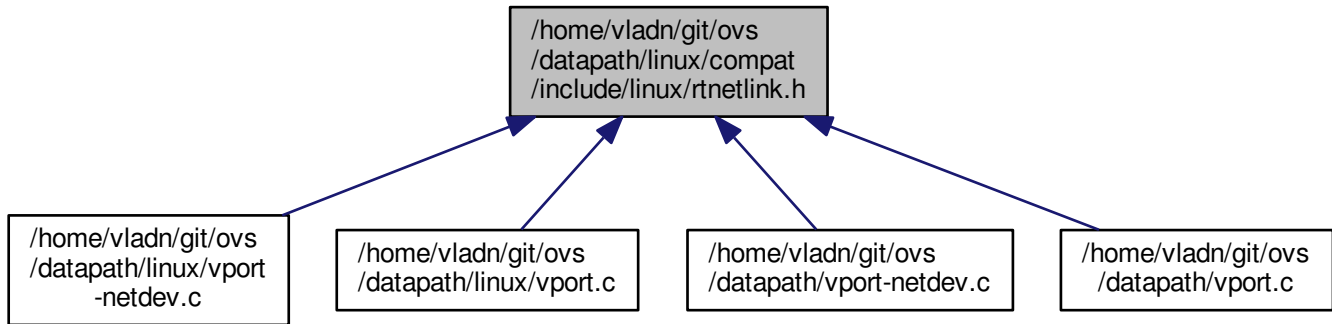 /home/vladn/git/ovs
/datapath/linux/compat
/include/linux/rtnetlink.h
/home/vladn/git/ovs
/datapath/linux/vport
-netdev.c
/home/vladn/git/ovs
/datapath/linux/vport.c
/home/vladn/git/ovs
/datapath/vport-netdev.c
/home/vladn/git/ovs
/datapath/vport.c